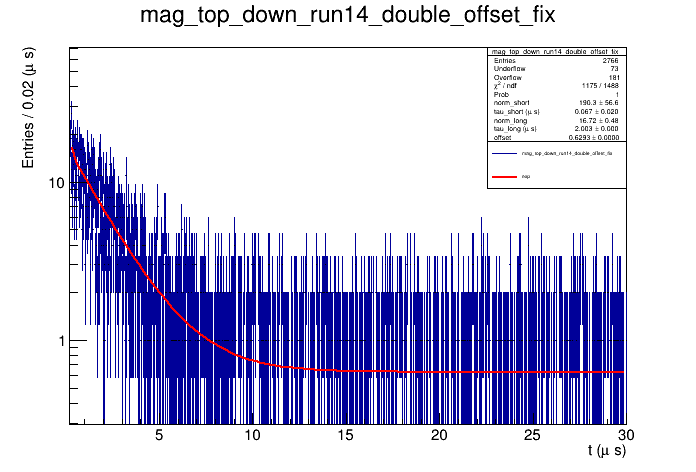 mag_top_down_run14_double_offset_fix
Entries / 0.02 (μ s)
mag_top_down_run14_double_offset_fix
Entries 2766
Underflow 73
Overflow 181
χ² / ndf 1175 / 1488
Prob 1
norm_short 190.3 ± 56.6
tau_short (μ s) 0.067 ± 0.020
norm_long 16.72 ± 0.48
tau_long (μ s) 2.003 ± 0.000
offset 0.6293 ± 0.0000
mag_top_down_run14_double_offset_fix
exp
10
1
5 10 15 20 25 30
t (μ s)